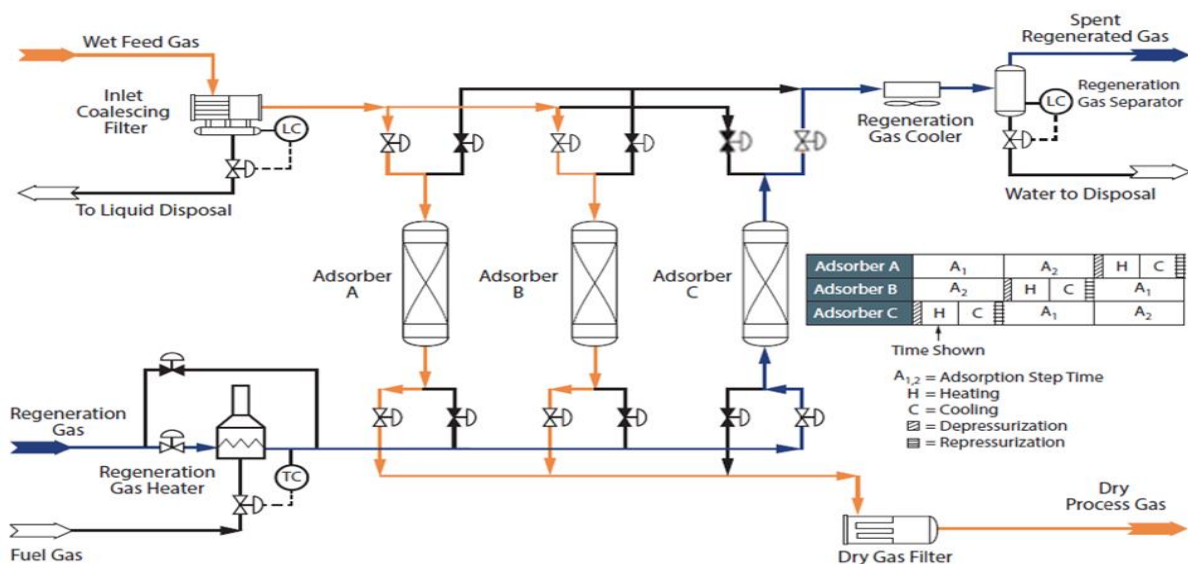 Wet Feed Gas
Spent
Regenerated Gas
Inlet
Coalescing
Filter
LC
Regeneration
Gas Cooler
LC
Regeneration
Gas Separator
To Liquid Disposal
Water to Disposal
Adsorber
A
Adsorber
B
Adsorber
C
Adsorber A A₁ A₂ H C
Adsorber B A₂ H C A₁
Adsorber C H C A₁ A₂
Time Shown
A₁,₂ = Adsorption Step Time
H = Heating
C = Cooling
= Depressurization
= Repressurization
Regeneration
Gas
Regeneration
Gas Heater
TC
Fuel Gas
Dry
Process Gas
Dry Gas Filter